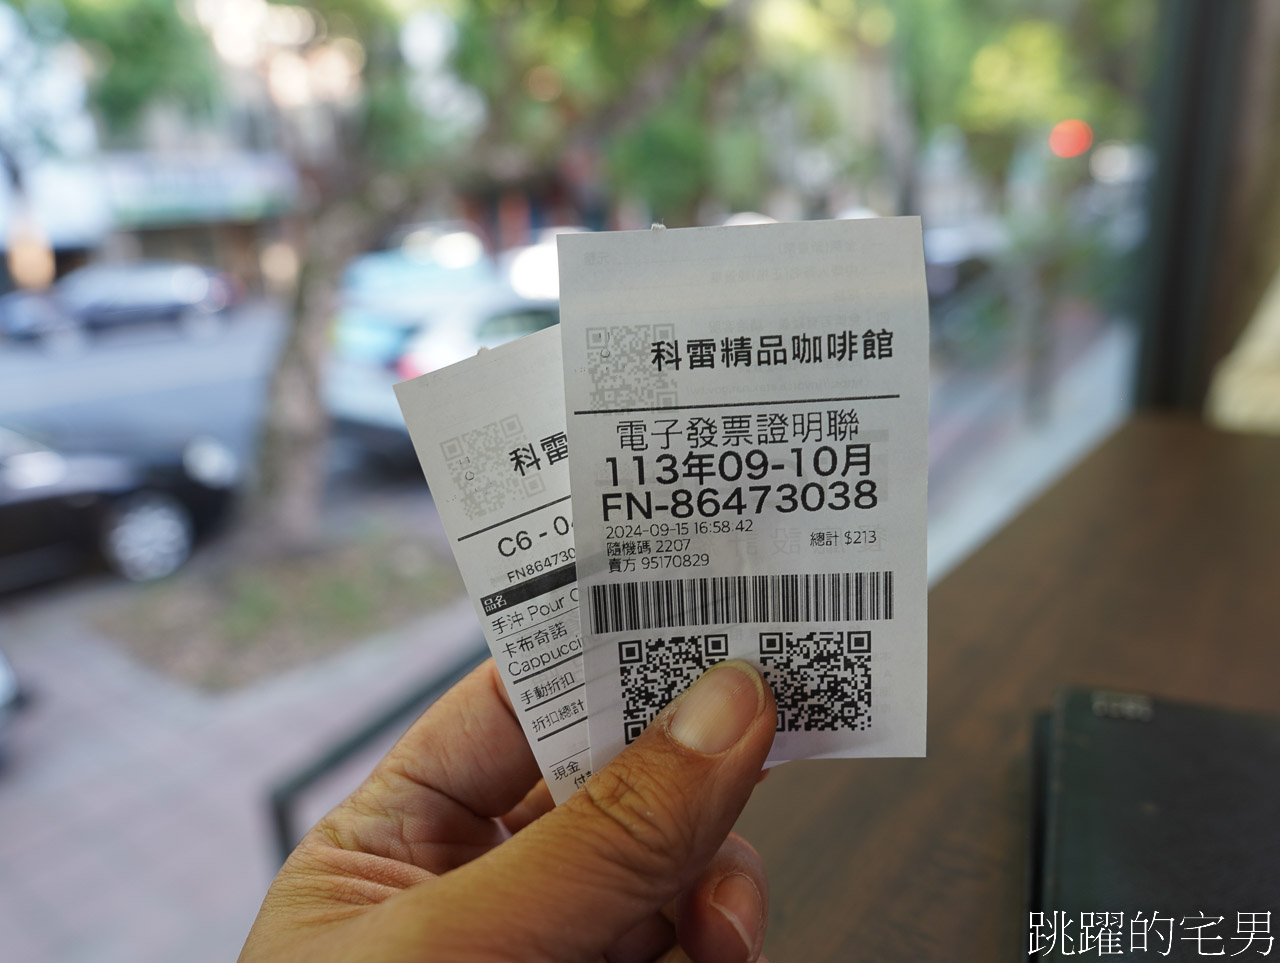 科雷精品咖啡館
電子發票證明聯
113年09-10月
FN-86473038
2024-09-15 16:58:42
隨機碼 2207
總計 $213
賣方 95170829
科雷
C6 - 0
FN864730
品名
手沖 Pour
卡布奇諾
Cappucci
手動折扣
折扣總計
現金
跳躍的宅男